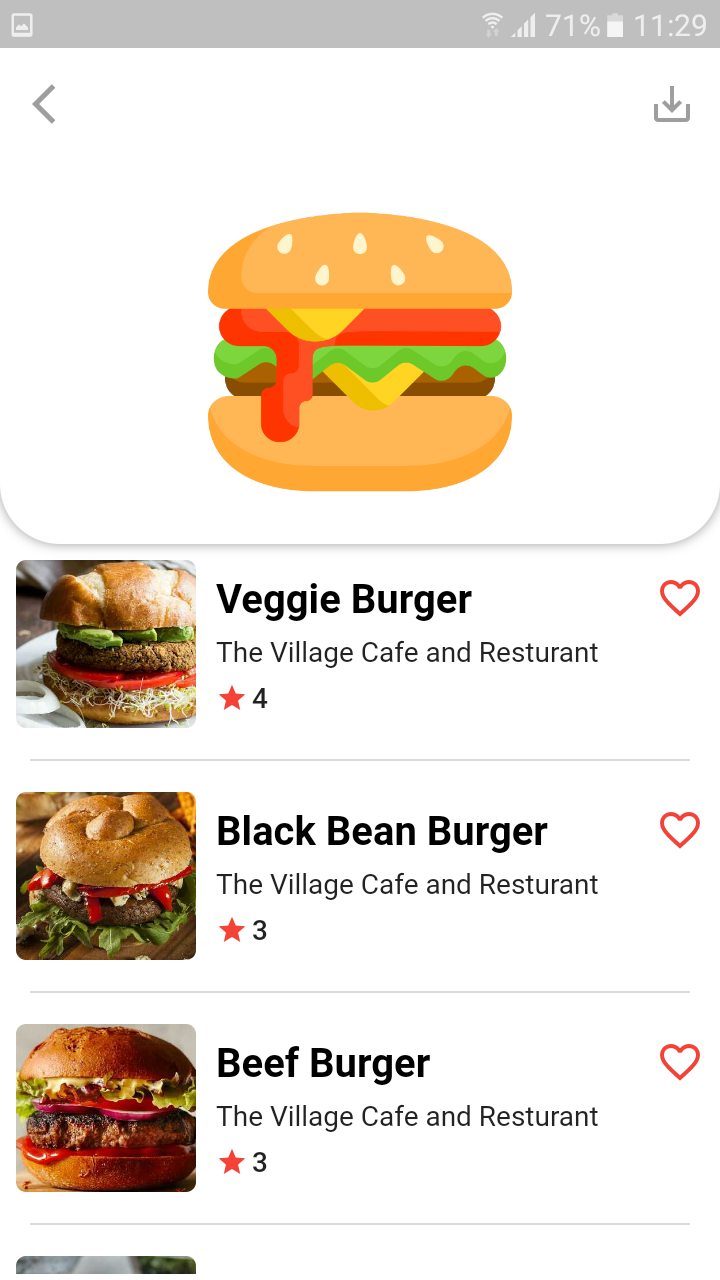 71% 11:29
Veggie Burger
The Village Cafe and Resturant
4
Black Bean Burger
The Village Cafe and Resturant
3
Beef Burger
The Village Cafe and Resturant
3